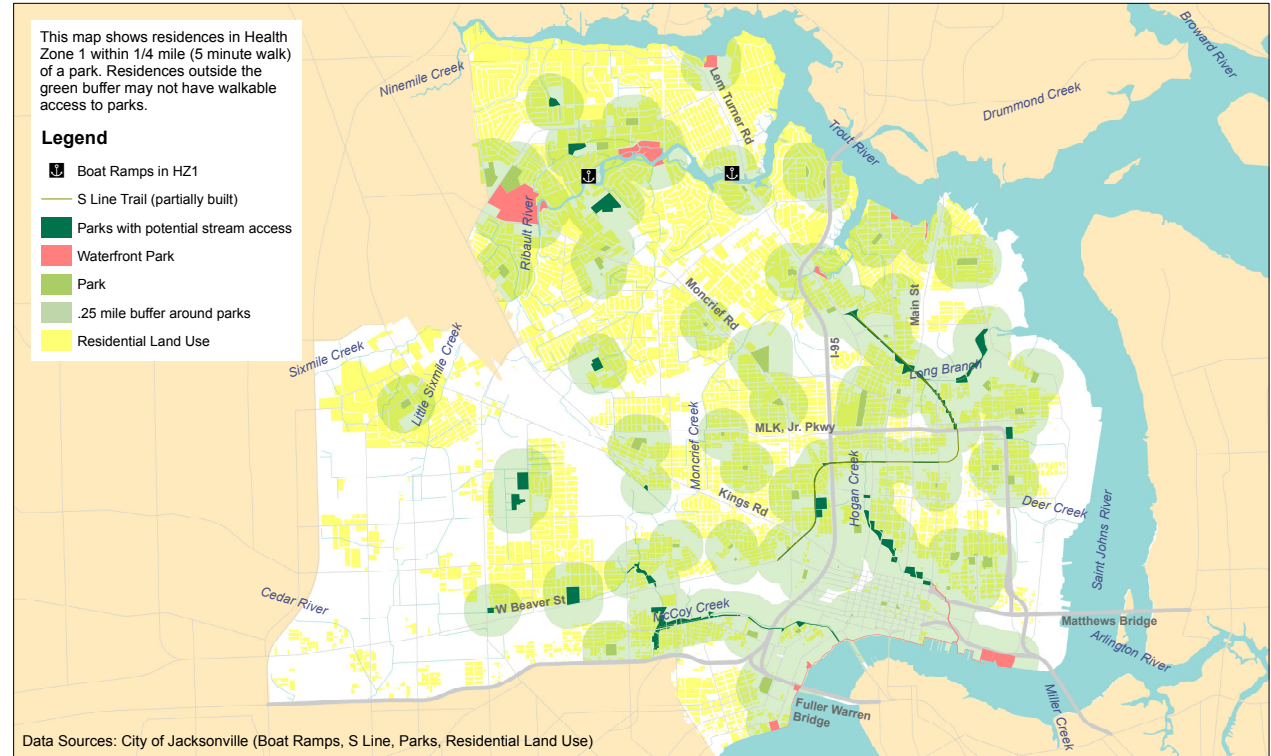 This map shows residences in Health
Zone 1 within 1/4 mile (5 minute walk)
of a park. Residences outside the
green buffer may not have walkable
access to parks.
Legend
Boat Ramps in HZ1
S Line Trail (partially built)
Parks with potential stream access
Waterfront Park
Park
.25 mile buffer around parks
Residential Land Use
Ninemile Creek
Lem Turner Rd
Broward River
Drummond Creek
Trout River
Ribault River
Moncrief Rd
Main St
I-95
Long Branch
Sixmile Creek
Little Sixmile Creek
MLK, Jr. Pkwy
Moncrief Creek
Kings Rd
Hogan Creek
Deer Creek
Saint Johns River
Cedar River
W Beaver St
McCoy Creek
Matthews Bridge
Arlington River
Miller Creek
Fuller Warren
Bridge
Data Sources: City of Jacksonville (Boat Ramps, S Line, Parks, Residential Land Use)